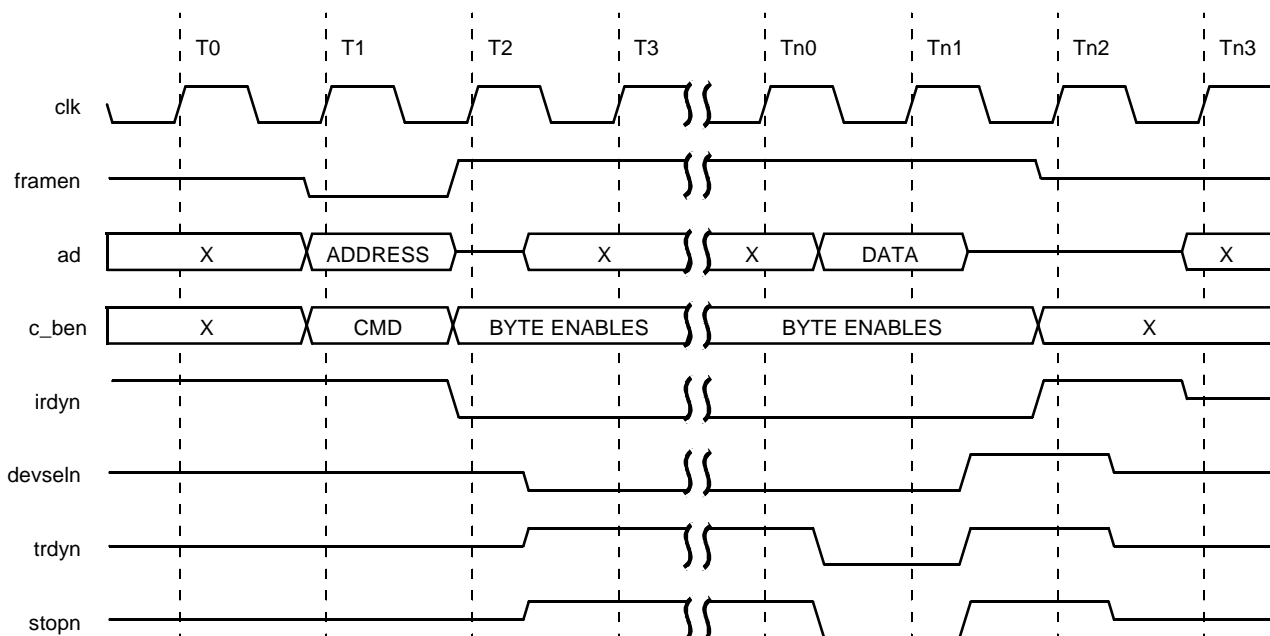 T0 T1 T2 T3 Tn0 Tn1 Tn2 Tn3
clk
framen
ad X ADDRESS X X DATA X
c_ben X CMD BYTE ENABLES BYTE ENABLES X
irdyn
devseln
trdyn
stopn